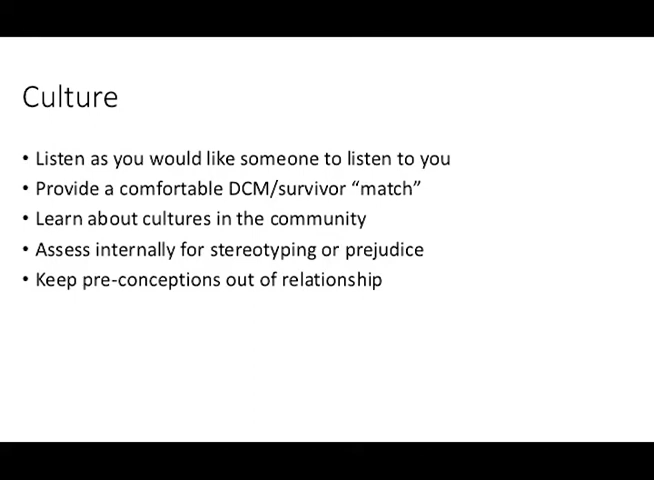 Culture
• Listen as you would like someone to listen to you
• Provide a comfortable DCM/survivor “match”
• Learn about cultures in the community
• Assess internally for stereotyping or prejudice
• Keep pre-conceptions out of relationship